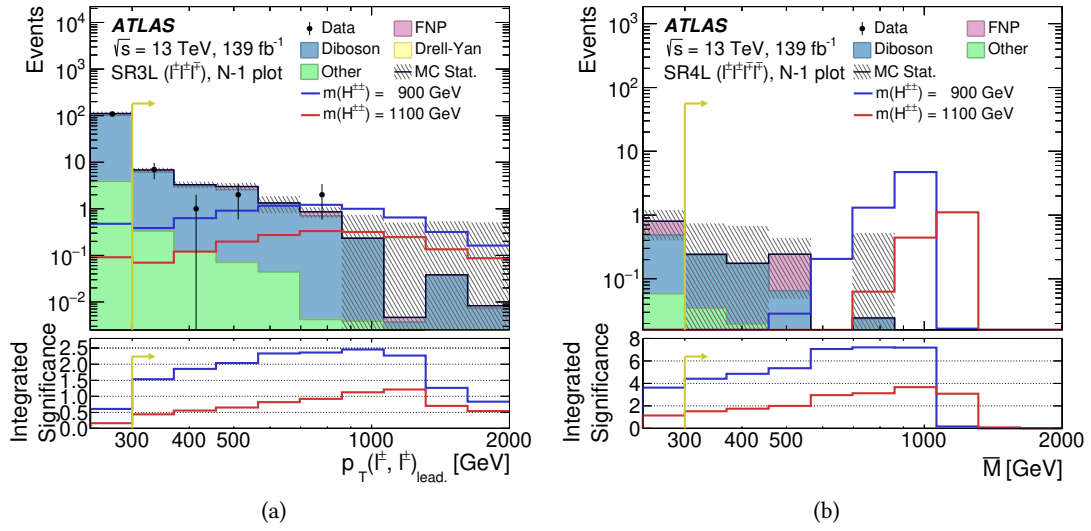 Events
10⁴
10³
10²
10
1
10⁻¹
10⁻²
ATLAS
√s = 13 TeV, 139 fb⁻¹
SR3L (l±l±l∓), N-1 plot
Data
FNP
Diboson
Drell-Yan
Other
MC Stat.
m(H±±) = 900 GeV
m(H±±) = 1100 GeV
Integrated
Significance
2.5
2.0
1.5
1.0
0.5
0.0
300 400 500 1000 2000
p_T(l±, l±)_lead. [GeV]
(a)
Events
10³
10²
10
1
10⁻¹
ATLAS
√s = 13 TeV, 139 fb⁻¹
SR4L (l±l±l∓l∓), N-1 plot
Data
FNP
Diboson
Drell-Yan
Other
MC Stat.
m(H±±) = 900 GeV
m(H±±) = 1100 GeV
Integrated
Significance
8
6
4
2
0
300 400 500 1000 2000
M̅ [GeV]
(b)